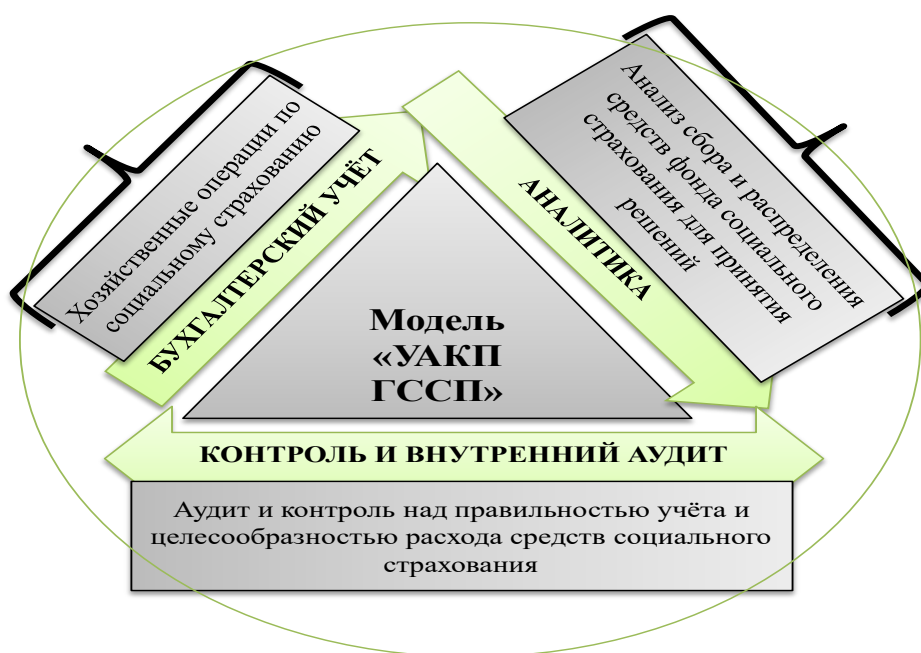 Хозяйственные операции по
социальному страхованию
БУХГАЛТЕРСКИЙ УЧЁТ
Анализ сбора и распределения
средств фонда социального
страхования для принятия
решений
АНАЛИТИКА
Модель
«УАКП
ГССП»
КОНТРОЛЬ И ВНУТРЕННИЙ АУДИТ
Аудит и контроль над правильностью учёта и
целесообразностью расхода средств социального
страхования